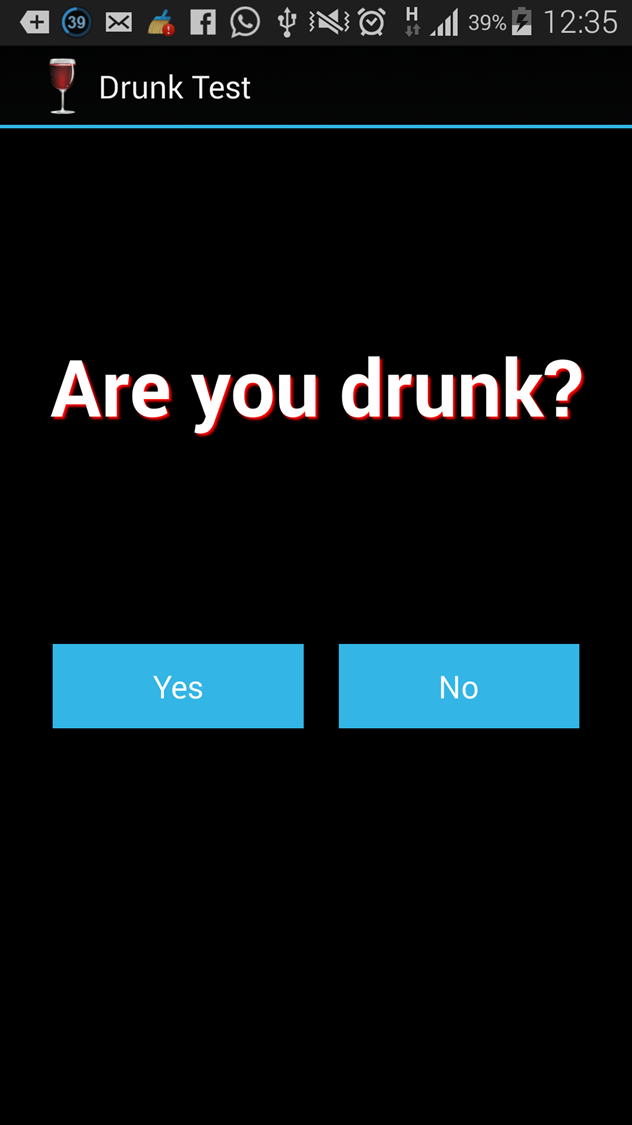 39 H 39% 12:35
Drunk Test
Are you drunk?
Yes No